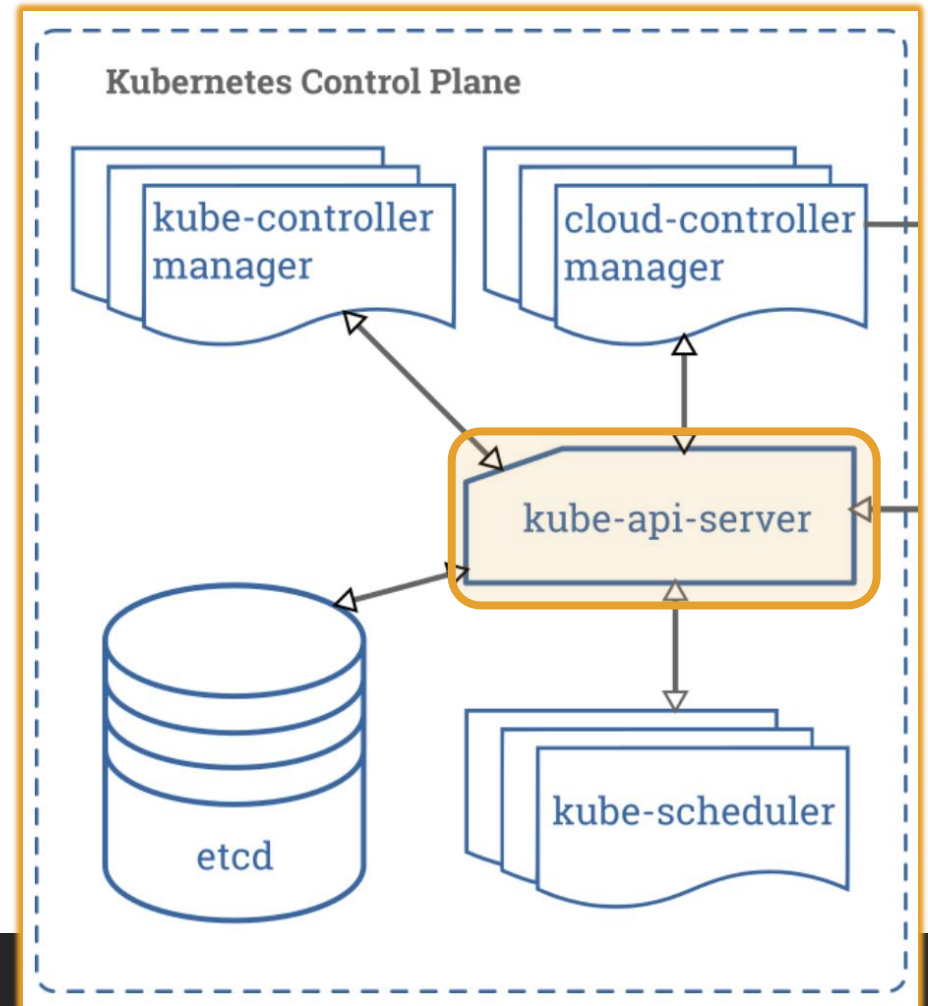 Kubernetes Control Plane
kube-controller
manager
cloud-controller
manager
kube-api-server
kube-scheduler
etcd